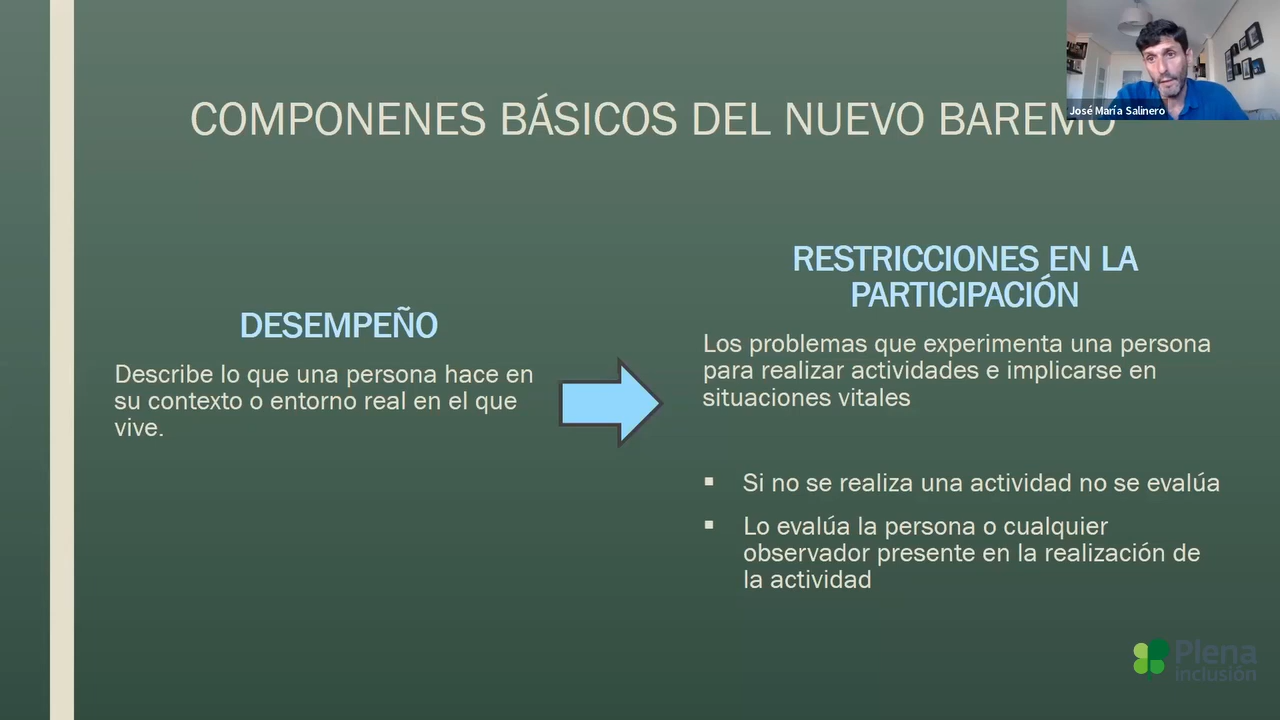 José María Salinero
COMPONENES BÁSICOS DEL NUEVO BAREMO
DESEMPEÑO
Describe lo que una persona hace en
su contexto o entorno real en el que
vive.
RESTRICCIONES EN LA
PARTICIPACIÓN
Los problemas que experimenta una persona
para realizar actividades e implicarse en
situaciones vitales
▪ Si no se realiza una actividad no se evalúa
▪ Lo evalúa la persona o cualquier
observador presente en la realización de
la actividad
Plena
inclusión